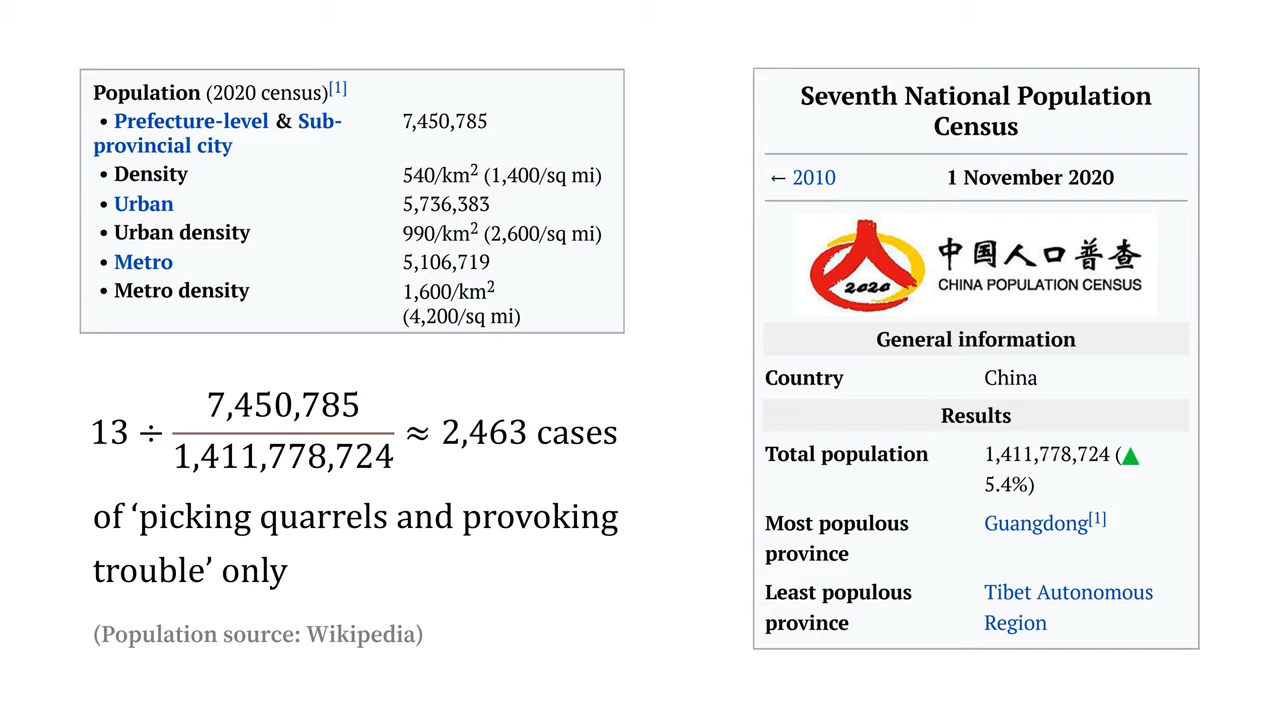 Population (2020 census)[1]
• Prefecture-level & Sub-
provincial city 7,450,785
• Density 540/km² (1,400/sq mi)
• Urban 5,736,383
• Urban density 990/km² (2,600/sq mi)
• Metro 5,106,719
• Metro density 1,600/km²
(4,200/sq mi)
13 ÷ 7,450,785 / 1,411,778,724 ≈ 2,463 cases
of ‘picking quarrels and provoking
trouble’ only
(Population source: Wikipedia)
Seventh National Population
Census
← 2010 1 November 2020
2020
中国人口普查
CHINA POPULATION CENSUS
General information
Country China
Results
Total population 1,411,778,724 (▲
5.4%)
Most populous Guangdong[1]
province
Least populous Tibet Autonomous
province Region